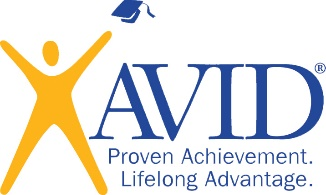 AVID®
Proven Achievement.
Lifelong Advantage.